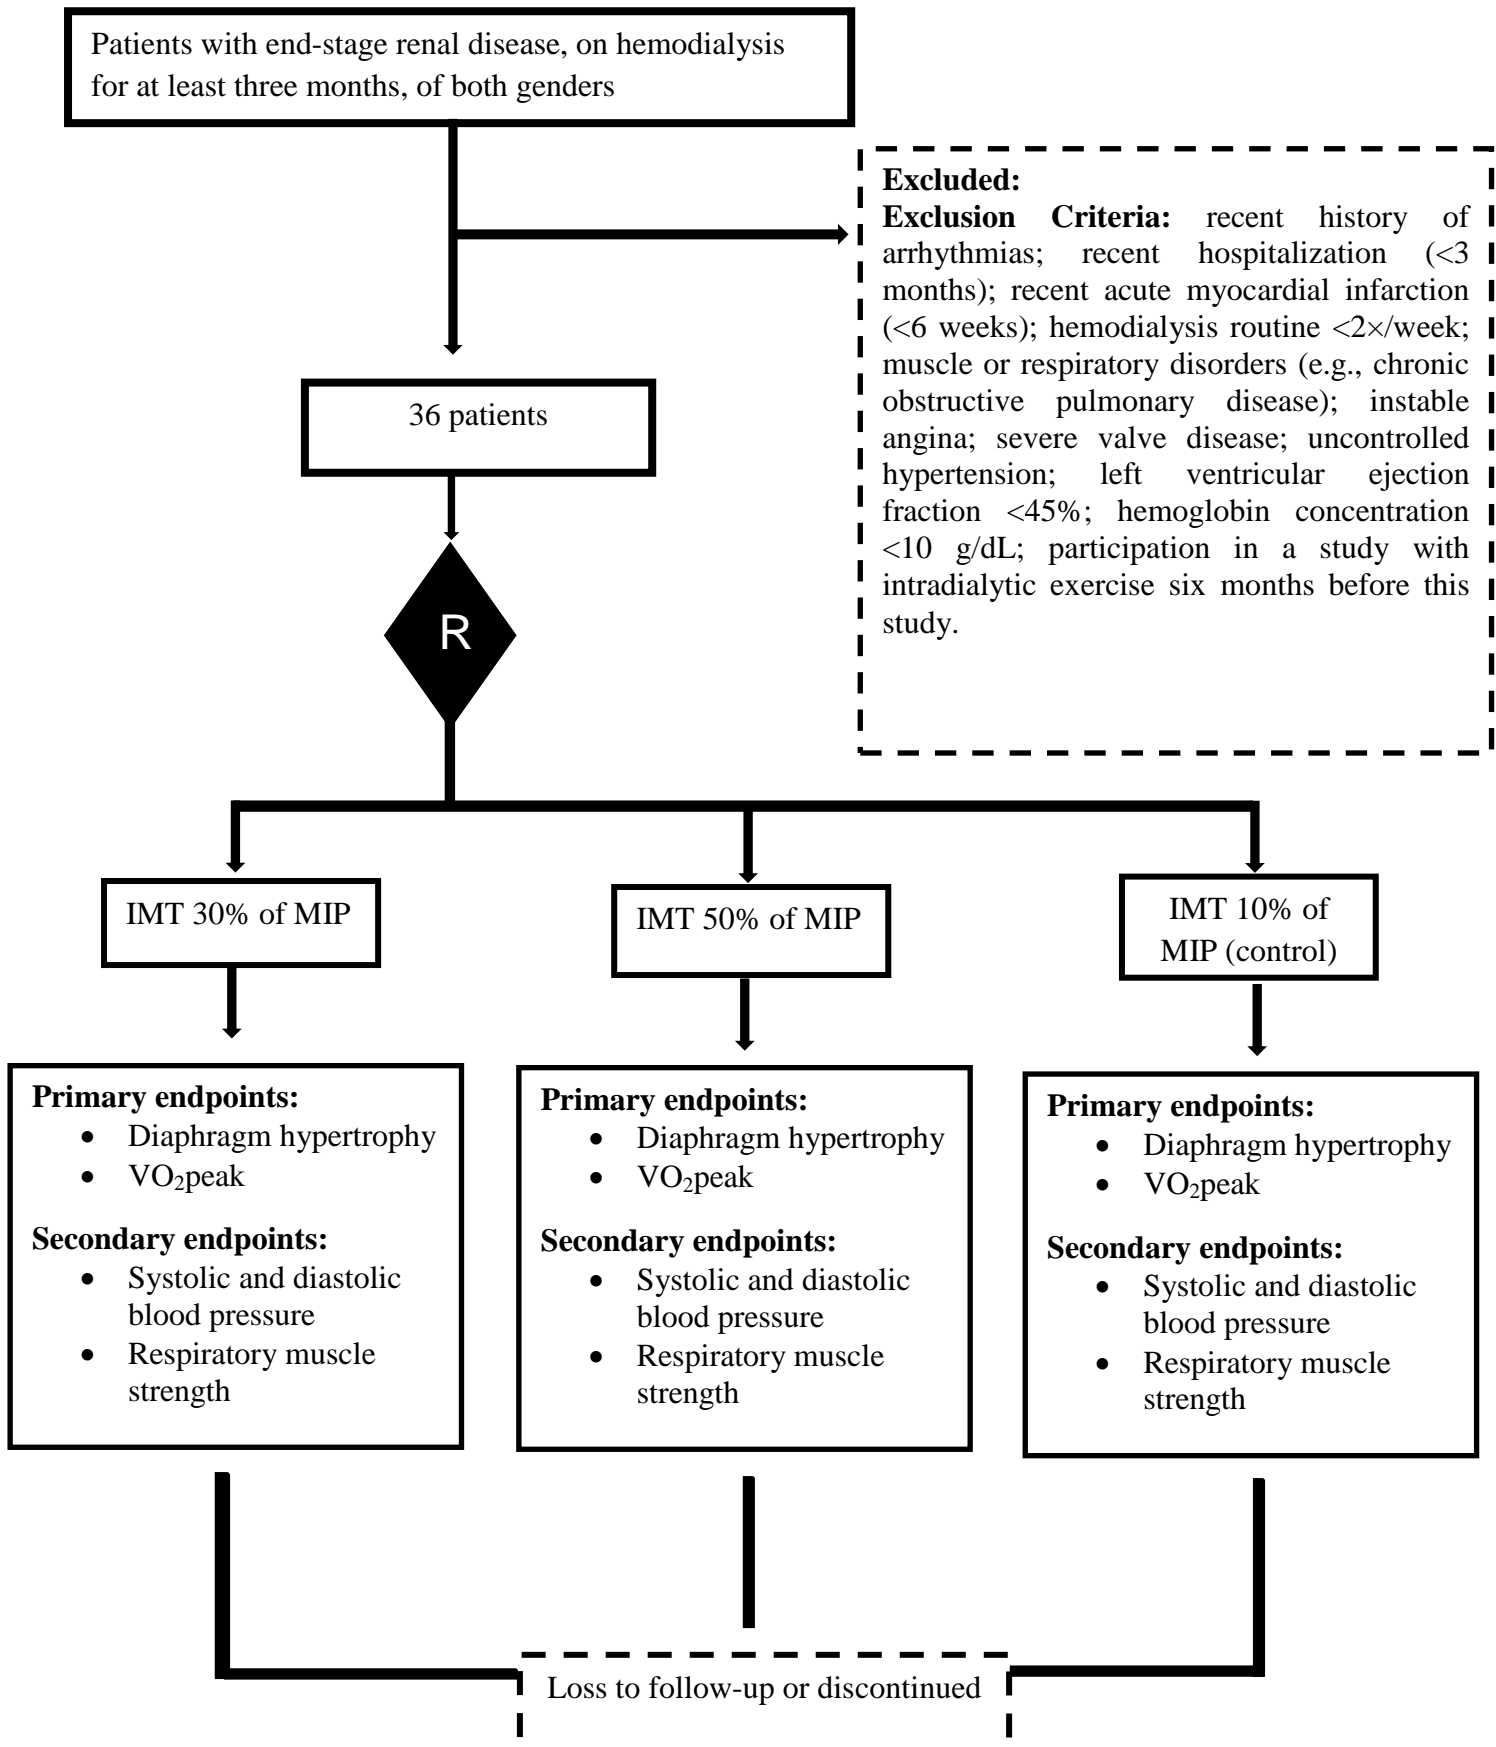 Patients with end-stage renal disease, on hemodialysis
for at least three months, of both genders
Excluded:
Exclusion Criteria: recent history of
arrhythmias; recent hospitalization (<3
months); recent acute myocardial infarction
(<6 weeks); hemodialysis routine <2×/week;
muscle or respiratory disorders (e.g., chronic
obstructive pulmonary disease); instable
angina; severe valve disease; uncontrolled
hypertension; left ventricular ejection
fraction <45%; hemoglobin concentration
<10 g/dL; participation in a study with
intradialytic exercise six months before this
study.
36 patients
R
IMT 30% of MIP
IMT 50% of MIP
IMT 10% of
MIP (control)
Primary endpoints:
• Diaphragm hypertrophy
• VO₂peak
Secondary endpoints:
• Systolic and diastolic
blood pressure
• Respiratory muscle
strength
Primary endpoints:
• Diaphragm hypertrophy
• VO₂peak
Secondary endpoints:
• Systolic and diastolic
blood pressure
• Respiratory muscle
strength
Primary endpoints:
• Diaphragm hypertrophy
• VO₂peak
Secondary endpoints:
• Systolic and diastolic
blood pressure
• Respiratory muscle
strength
Loss to follow-up or discontinued